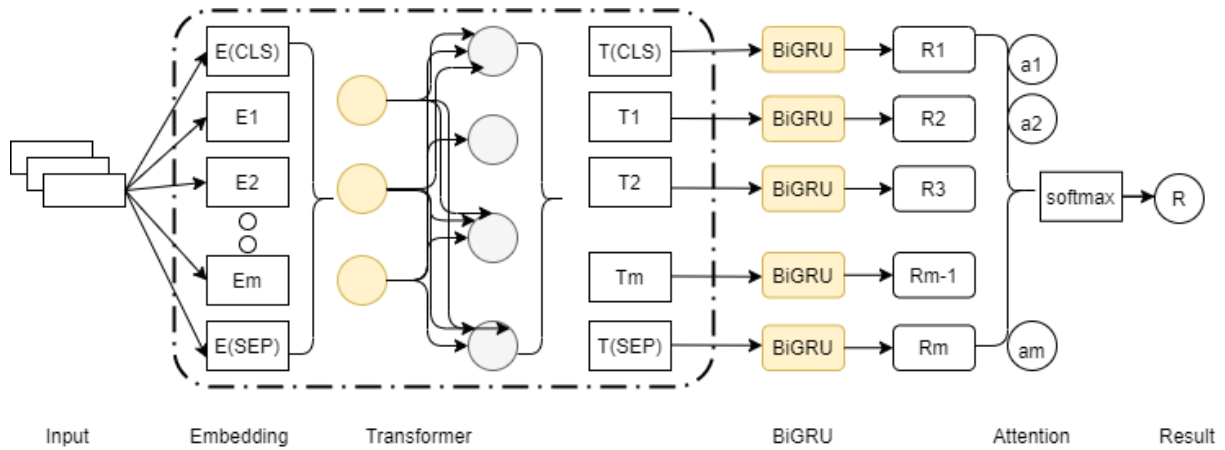 E(CLS) T(CLS) BiGRU R1 a1
E1 T1 BiGRU R2 a2
E2 T2 BiGRU R3
softmax R
Em Tm BiGRU Rm-1
E(SEP) T(SEP) BiGRU Rm am
Input Embedding Transformer BiGRU Attention Result